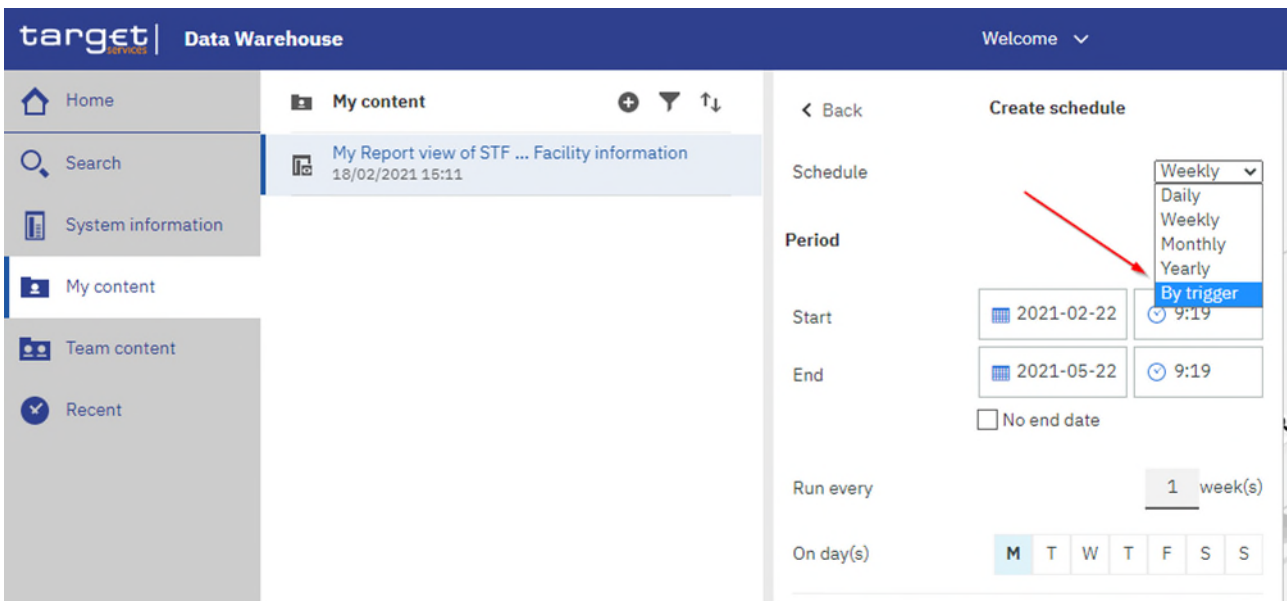 target services Data Warehouse Welcome
Home
Search
System information
My content
Team content
Recent
My content
My Report view of STF ... Facility information
18/02/2021 15:11
Back Create schedule
Schedule Weekly
Daily
Weekly
Monthly
Yearly
By trigger
Period
Start 2021-02-22 9:19
End 2021-05-22 9:19
No end date
Run every 1 week(s)
On day(s) M T W T F S S